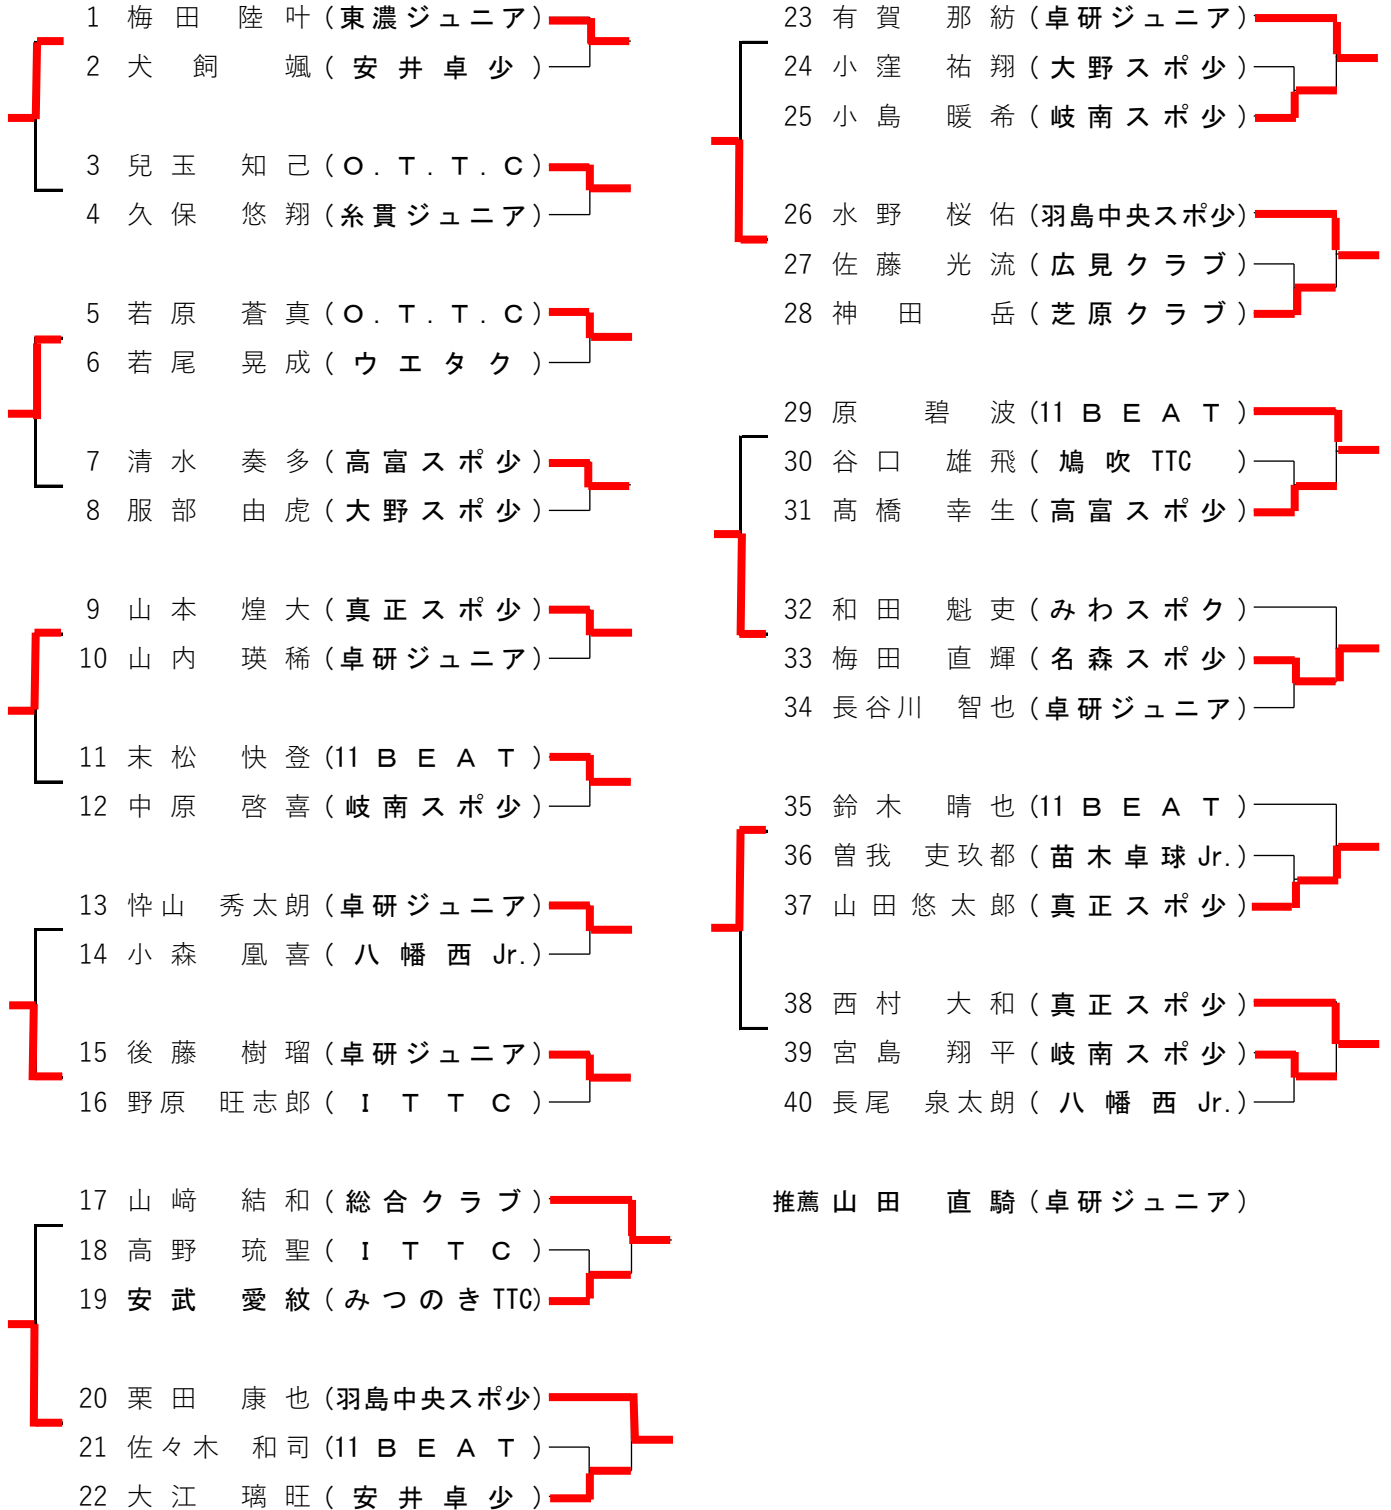 1 梅田 陸叶 (東濃ジュニア)
2 犬飼 颯 (安井卓少)
3 兒玉 知己 (O.T.T.C)
4 久保 悠翔 (糸貫ジュニア)
5 若原 蒼真 (O.T.T.C)
6 若尾 晃成 (ウエタク)
7 清水 奏多 (高富スポ少)
8 服部 由虎 (大野スポ少)
9 山本 煌大 (真正スポ少)
10 山内 瑛稀 (卓研ジュニア)
11 末松 快登 (11BEAT)
12 中原 啓喜 (岐南スポ少)
13 忰山 秀太朗 (卓研ジュニア)
14 小森 凰喜 (八幡西Jr.)
15 後藤 樹瑠 (卓研ジュニア)
16 野原 旺志郎 (ITTC)
17 山﨑 結和 (総合クラブ)
18 高野 琉聖 (ITTC)
19 安武 愛紋 (みつのきTTC)
20 栗田 康也 (羽島中央スポ少)
21 佐々木 和司 (11BEAT)
22 大江 璃旺 (安井卓少)
23 有賀 那紡 (卓研ジュニア)
24 小窪 祐翔 (大野スポ少)
25 小島 暖希 (岐南スポ少)
26 水野 桜佑 (羽島中央スポ少)
27 佐藤 光流 (広見クラブ)
28 神田 岳 (芝原クラブ)
29 原 碧波 (11BEAT)
30 谷口 雄飛 (鳩吹TTC)
31 髙橋 幸生 (高富スポ少)
32 和田 魁吏 (みわスポク)
33 梅田 直輝 (名森スポ少)
34 長谷川 智也 (卓研ジュニア)
35 鈴木 晴也 (11BEAT)
36 曽我 吏玖都 (苗木卓球Jr.)
37 山田悠太郎 (真正スポ少)
38 西村 大和 (真正スポ少)
39 宮島 翔平 (岐南スポ少)
40 長尾 泉太朗 (八幡西Jr.)
推薦 山田 直騎 (卓研ジュニア)